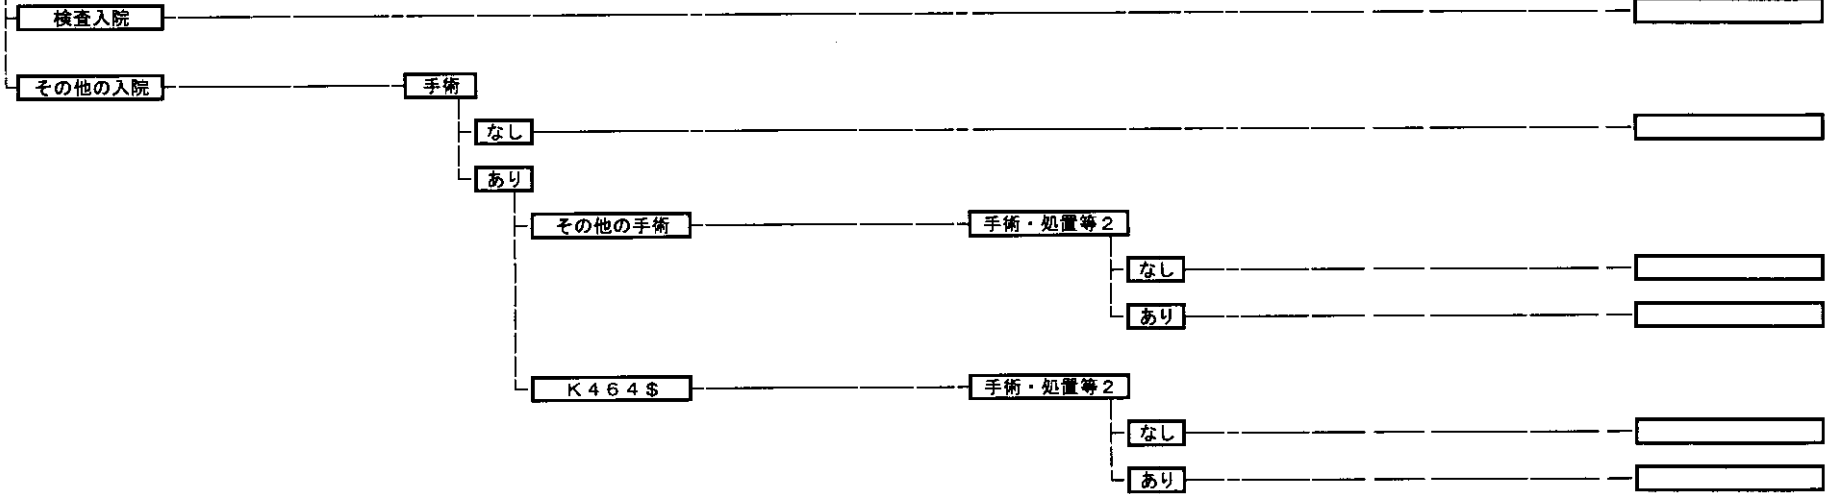 検査入院
その他の入院
手術
なし
あり
その他の手術
手術・処置等2
なし
あり
K464$
手術・処置等2
なし
あり